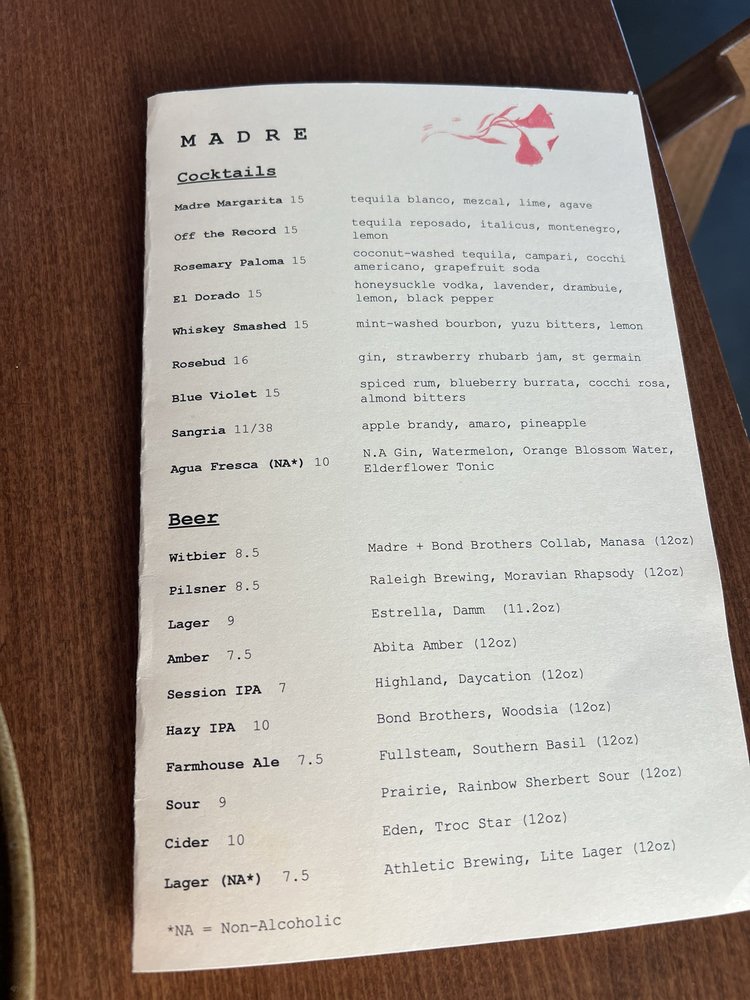 M A D R E
Cocktails
Madre Margarita 15 tequila blanco, mezcal, lime, agave
Off the Record 15 tequila reposado, italicus, montenegro,
lemon
Rosemary Paloma 15 coconut-washed tequila, campari, cocchi
americano, grapefruit soda
El Dorado 15 honeysuckle vodka, lavender, drambuie,
lemon, black pepper
Whiskey Smashed 15 mint-washed bourbon, yuzu bitters, lemon
Rosebud 16 gin, strawberry rhubarb jam, st germain
Blue Violet 15 spiced rum, blueberry burrata, cocchi rosa,
almond bitters
Sangria 11/38 apple brandy, amaro, pineapple
Agua Fresca (NA*) 10 N.A Gin, Watermelon, Orange Blossom Water,
Elderflower Tonic
Beer
Witbier 8.5 Madre + Bond Brothers Collab, Manasa (12oz)
Pilsner 8.5 Raleigh Brewing, Moravian Rhapsody (12oz)
Lager 9 Estrella, Damm (11.2oz)
Amber 7.5 Abita Amber (12oz)
Session IPA 7 Highland, Daycation (12oz)
Hazy IPA 10 Bond Brothers, Woodsia (12oz)
Farmhouse Ale 7.5 Fullsteam, Southern Basil (12oz)
Sour 9 Prairie, Rainbow Sherbert Sour (12oz)
Cider 10 Eden, Troc Star (12oz)
Lager (NA*) 7.5 Athletic Brewing, Lite Lager (12oz)
*NA = Non-Alcoholic